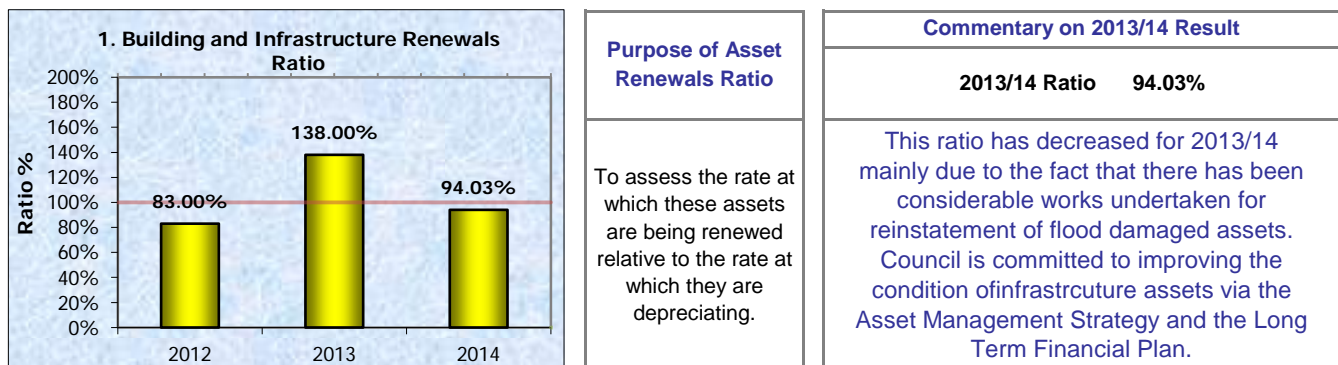 1. Building and Infrastructure Renewals
Ratio
200%
180%
160%
140%
120%
100%
80%
60%
40%
20%
0%
Ratio %
83.00%
138.00%
94.03%
2012
2013
2014
Purpose of Asset
Renewals Ratio
To assess the rate at
which these assets
are being renewed
relative to the rate at
which they are
depreciating.
Commentary on 2013/14 Result
2013/14 Ratio 94.03%
This ratio has decreased for 2013/14
mainly due to the fact that there has been
considerable works undertaken for
reinstatement of flood damaged assets.
Council is committed to improving the
condition ofinfrastrcuture assets via the
Asset Management Strategy and the Long
Term Financial Plan.